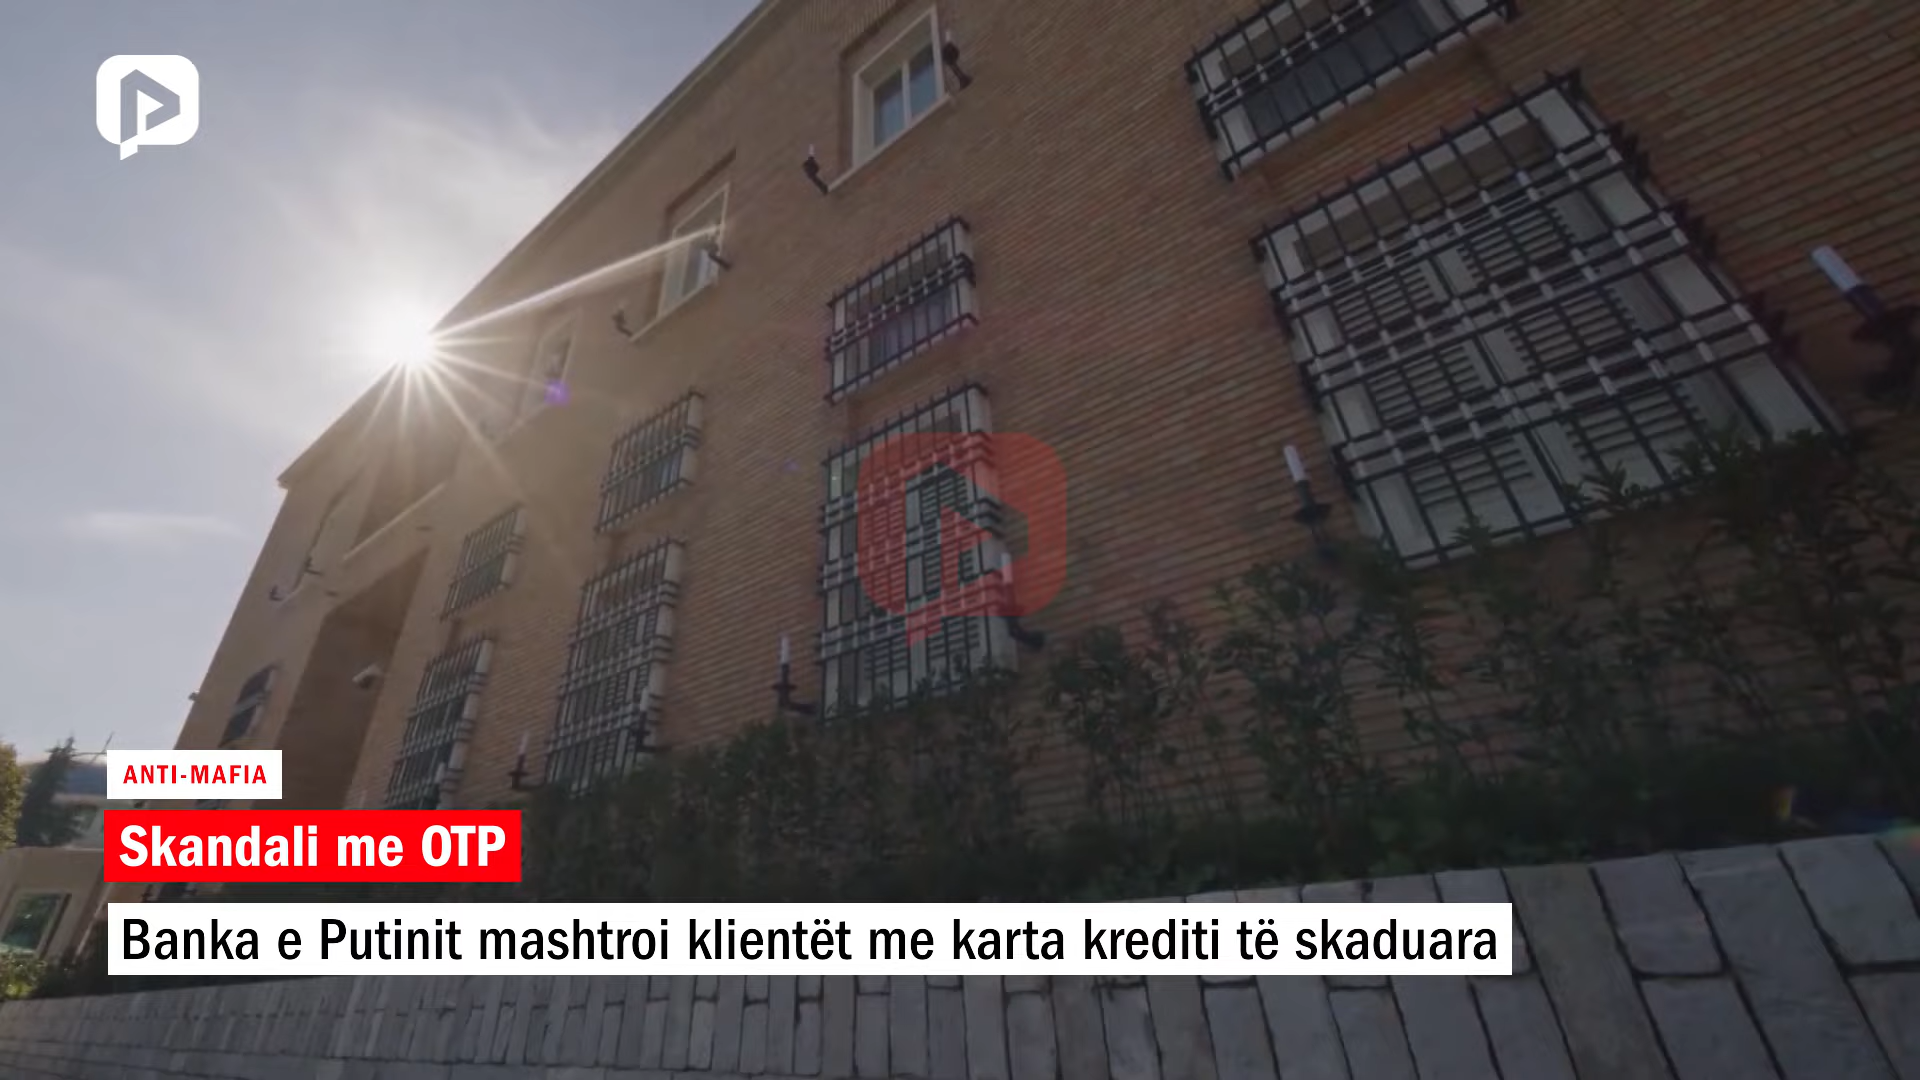 ANTI-MAFIA
Skandali me OTP
Banka e Putinit mashtroi klientët me karta krediti të skaduara